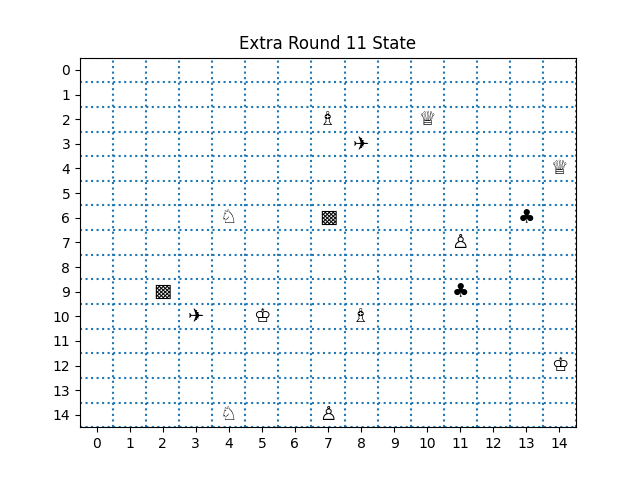 Extra Round 11 State
0
1
2 ♗ ♕
3 ✈
4 ♕
5
6 ♘ ▩ ♣
7 ♙
8
9 ▩ ♣
10 ✈ ♔ ♗
11
12 ♔
13
14 ♘ ♙
0 1 2 3 4 5 6 7 8 9 10 11 12 13 14